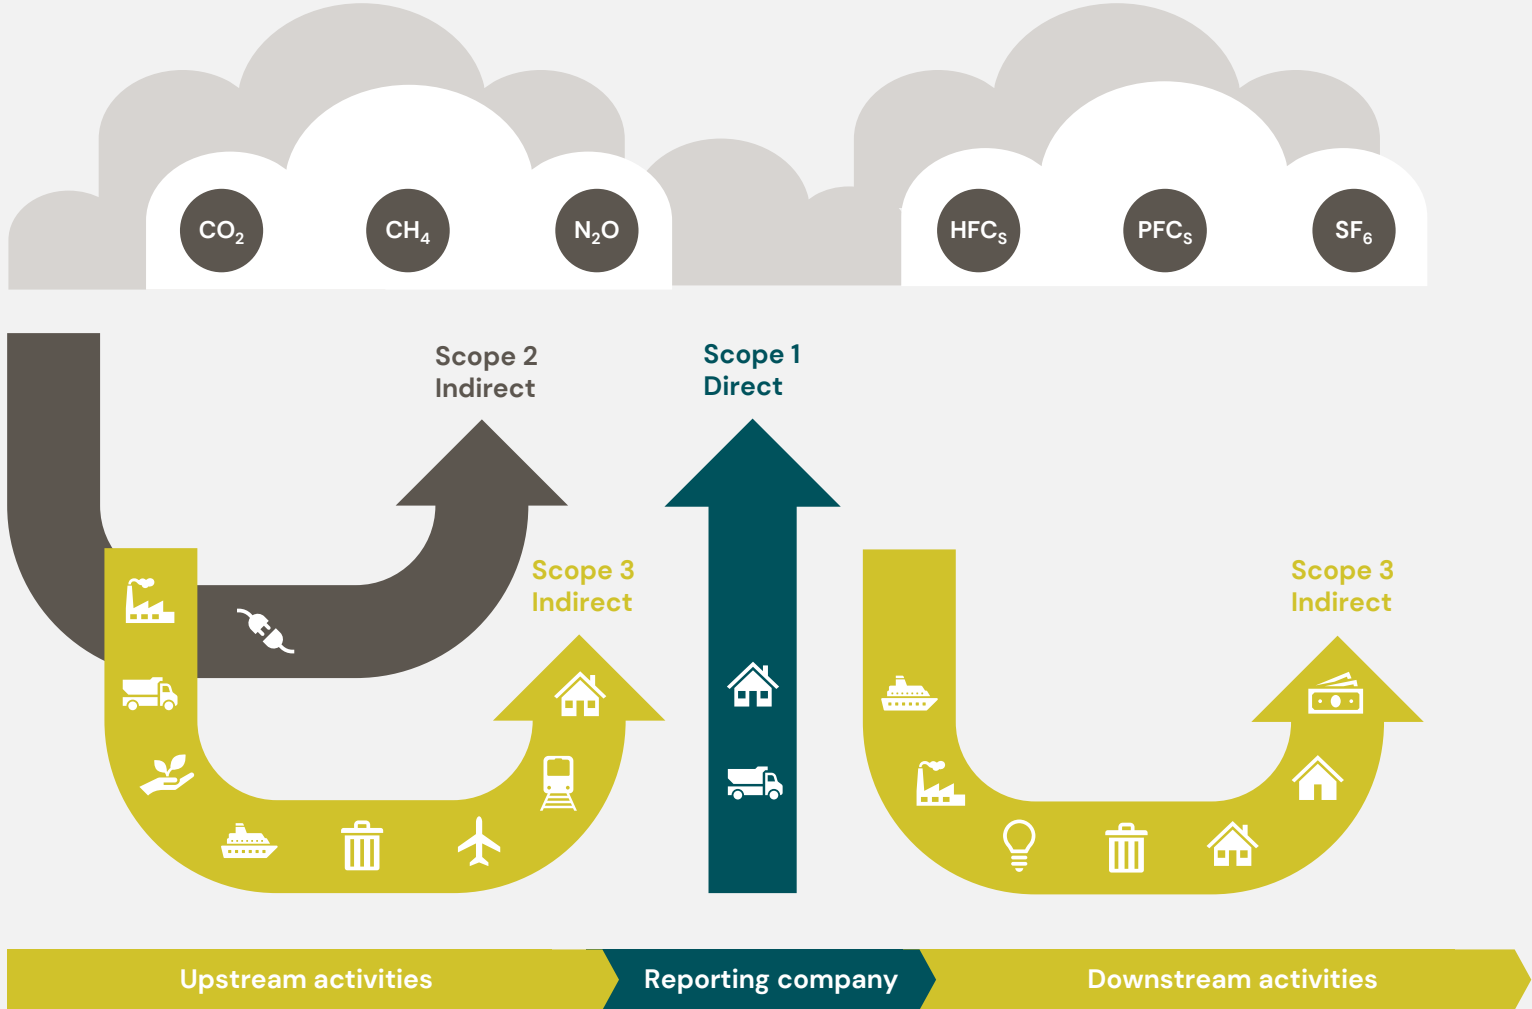 CO₂
CH₄
N₂O
HFCₛ
PFCₛ
SF₆
Scope 2
Indirect
Scope 1
Direct
Scope 3
Indirect
Scope 3
Indirect
Upstream activities
Reporting company
Downstream activities